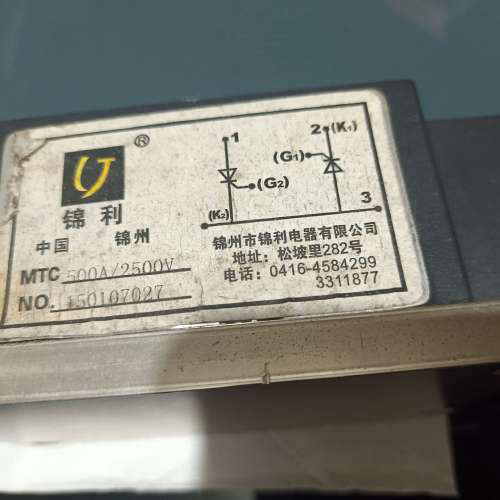 ®
锦利
中国 锦州
MTC 500A/2500V
NO. 150107027
1
2 (K₁)
(G₁)
(G₂)
3
(K₂)
锦州市锦利电器有限公司
地址: 松坡里282号
电话: 0416-4584299
3311877